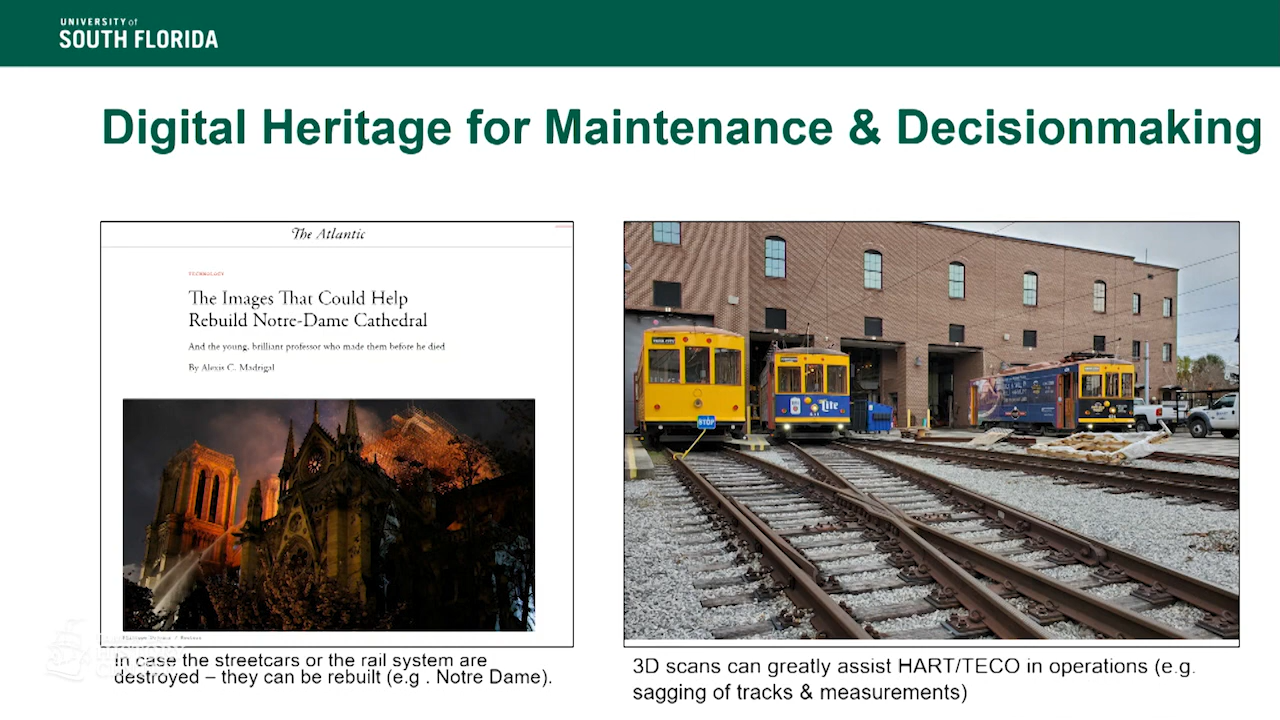 UNIVERSITY of
SOUTH FLORIDA
Digital Heritage for Maintenance & Decisionmaking
The Atlantic
TECHNOLOGY
The Images That Could Help
Rebuild Notre-Dame Cathedral
And the young, brilliant professor who made them before he died
By Alexis C. Madrigal
STOP
Lite
In case the streetcars or the rail system are
destroyed – they can be rebuilt (e.g . Notre Dame).
3D scans can greatly assist HART/TECO in operations (e.g.
sagging of tracks & measurements)